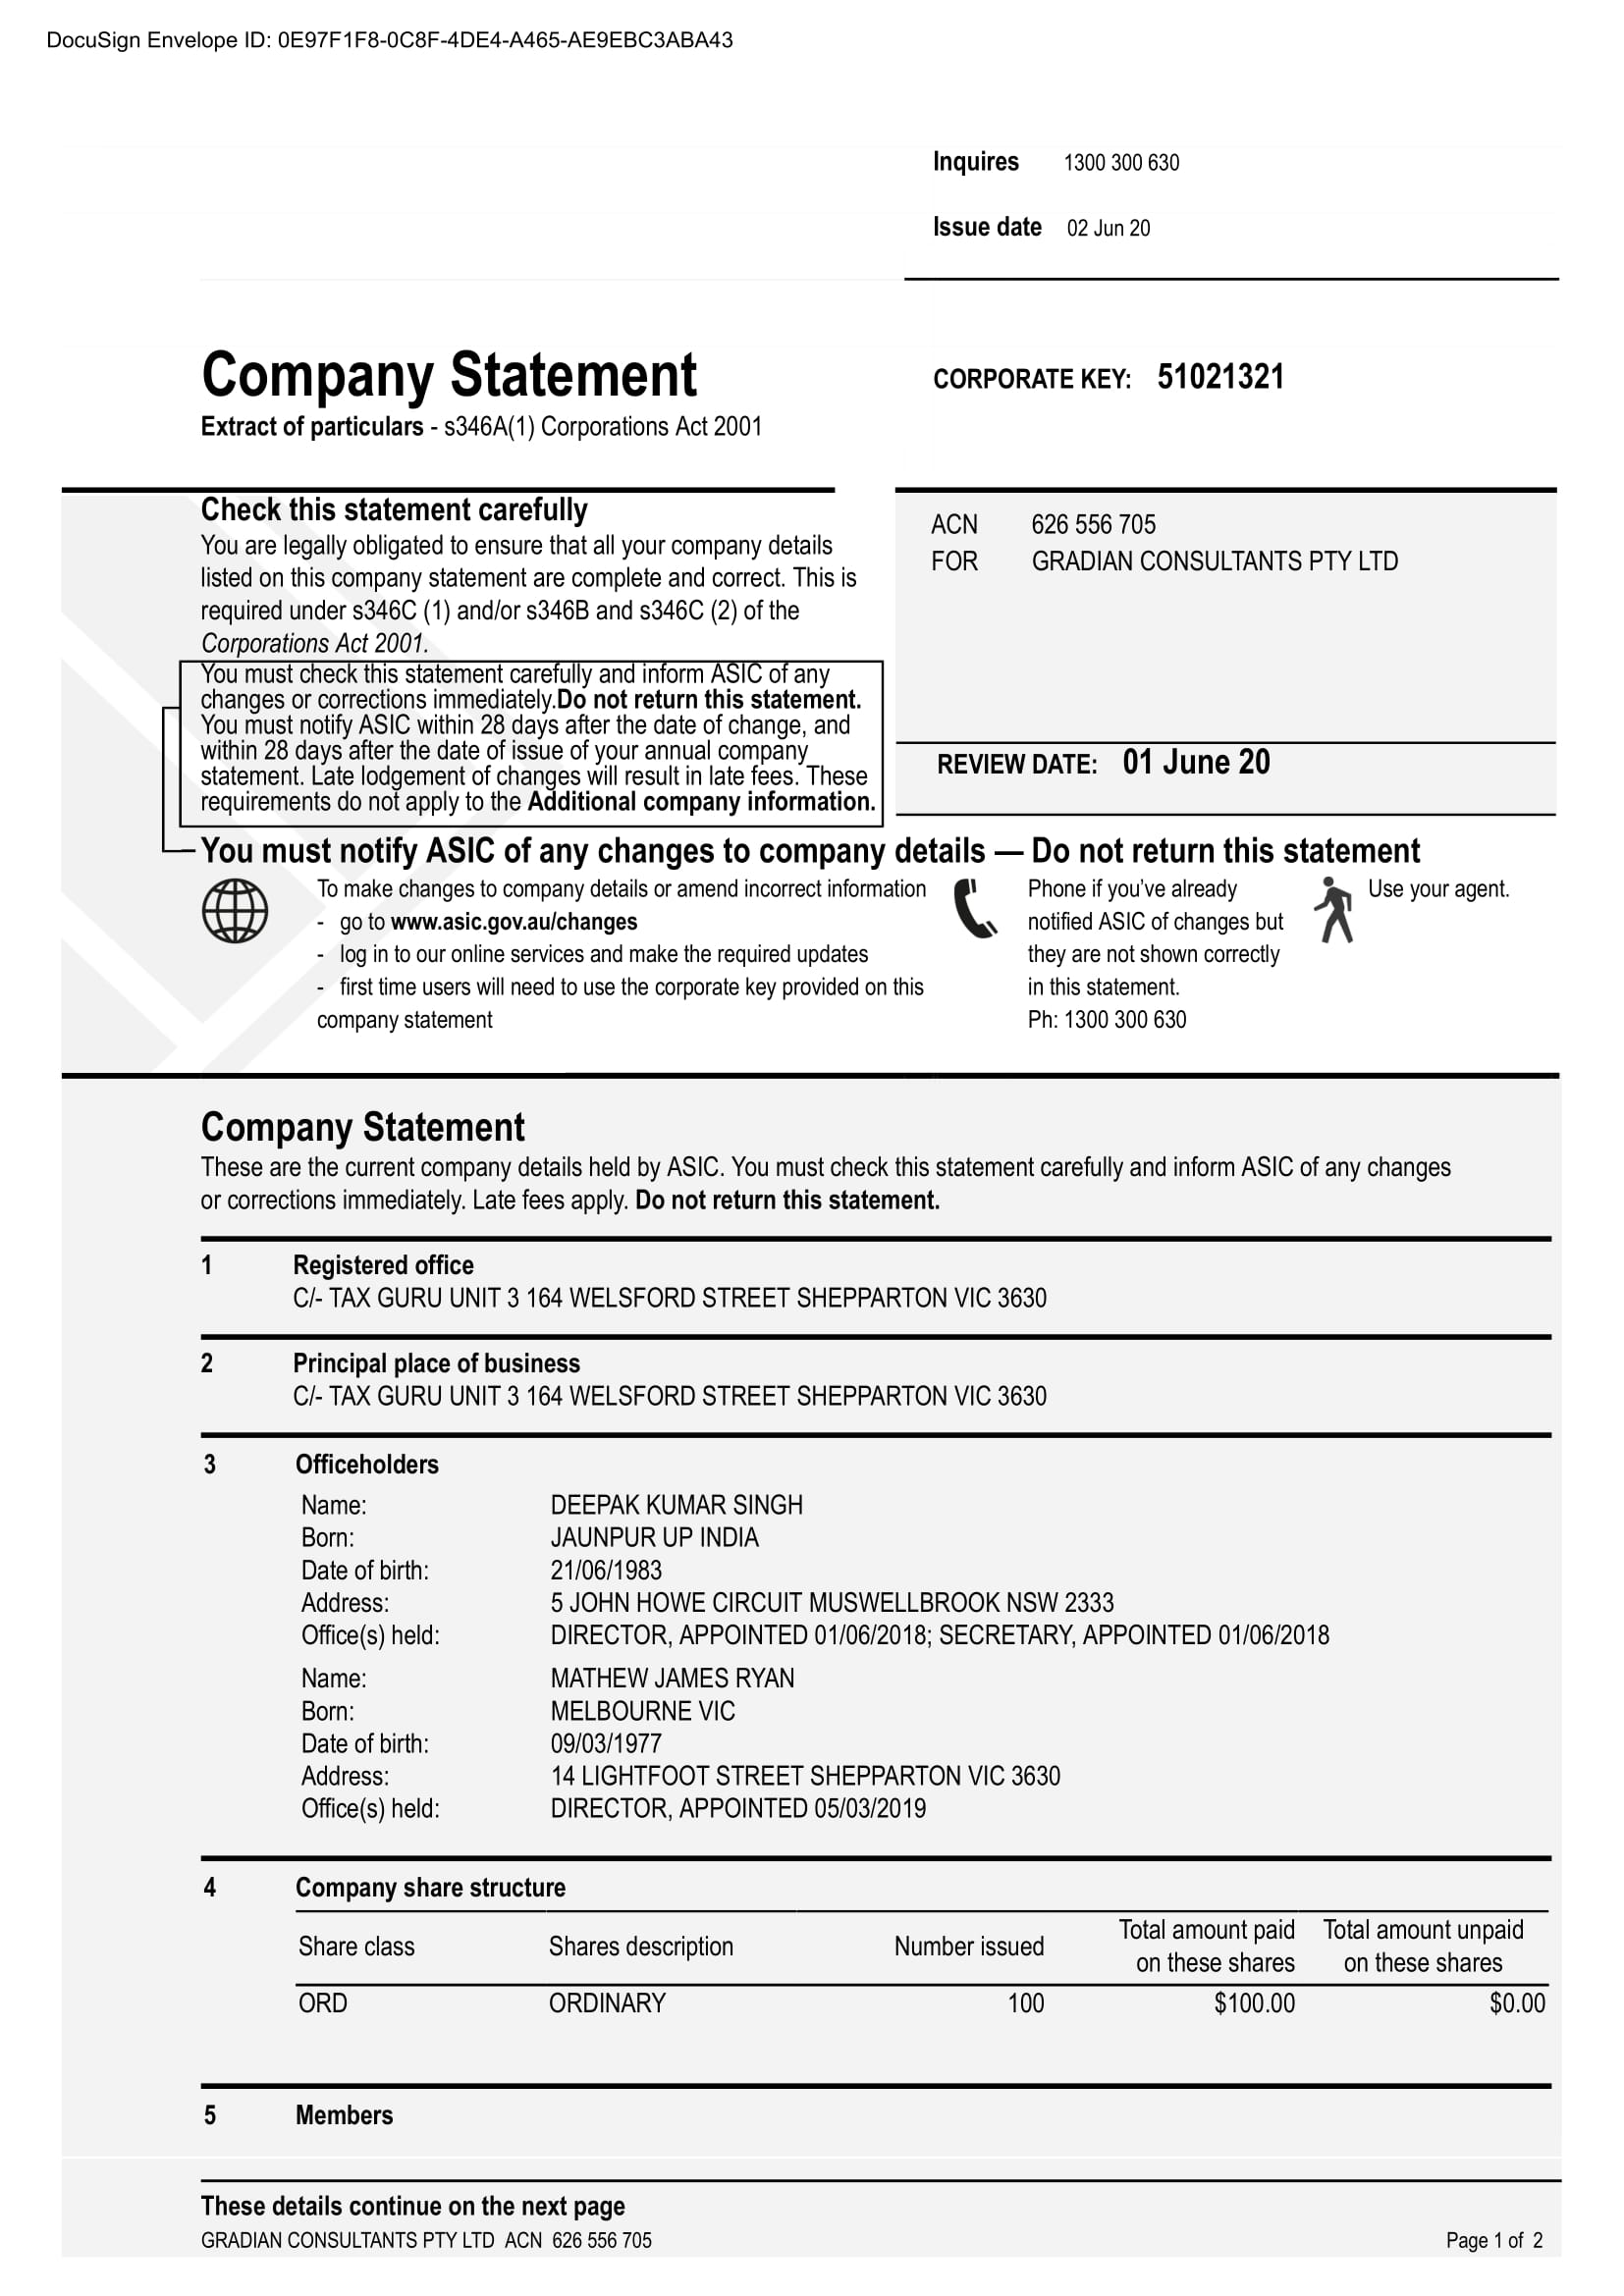 DocuSign Envelope ID: 0E97F1F8-0C8F-4DE4-A465-AE9EBC3ABA43
Inquires 1300 300 630
Issue date 02 Jun 20
Company Statement
CORPORATE KEY: 51021321
Extract of particulars - s346A(1) Corporations Act 2001
Check this statement carefully
You are legally obligated to ensure that all your company details
listed on this company statement are complete and correct. This is
required under s346C (1) and/or s346B and s346C (2) of the
Corporations Act 2001.
You must check this statement carefully and inform ASIC of any
changes or corrections immediately.Do not return this statement.
You must notify ASIC within 28 days after the date of change, and
within 28 days after the date of issue of your annual company
statement. Late lodgement of changes will result in late fees. These
requirements do not apply to the Additional company information.
ACN 626 556 705
FOR GRADIAN CONSULTANTS PTY LTD
REVIEW DATE: 01 June 20
You must notify ASIC of any changes to company details — Do not return this statement
To make changes to company details or amend incorrect information
- go to www.asic.gov.au/changes
- log in to our online services and make the required updates
- first time users will need to use the corporate key provided on this
company statement
Phone if you've already
notified ASIC of changes but
they are not shown correctly
in this statement.
Ph: 1300 300 630
Use your agent.
Company Statement
These are the current company details held by ASIC. You must check this statement carefully and inform ASIC of any changes
or corrections immediately. Late fees apply. Do not return this statement.
1 Registered office
C/- TAX GURU UNIT 3 164 WELSFORD STREET SHEPPARTON VIC 3630
2 Principal place of business
C/- TAX GURU UNIT 3 164 WELSFORD STREET SHEPPARTON VIC 3630
3 Officeholders
Name: DEEPAK KUMAR SINGH
Born: JAUNPUR UP INDIA
Date of birth: 21/06/1983
Address: 5 JOHN HOWE CIRCUIT MUSWELLBROOK NSW 2333
Office(s) held: DIRECTOR, APPOINTED 01/06/2018; SECRETARY, APPOINTED 01/06/2018
Name: MATHEW JAMES RYAN
Born: MELBOURNE VIC
Date of birth: 09/03/1977
Address: 14 LIGHTFOOT STREET SHEPPARTON VIC 3630
Office(s) held: DIRECTOR, APPOINTED 05/03/2019
4 Company share structure
Share class Shares description Number issued Total amount paid on these shares Total amount unpaid on these shares
ORD ORDINARY 100 $100.00 $0.00
5 Members
These details continue on the next page
GRADIAN CONSULTANTS PTY LTD ACN 626 556 705
Page 1 of 2